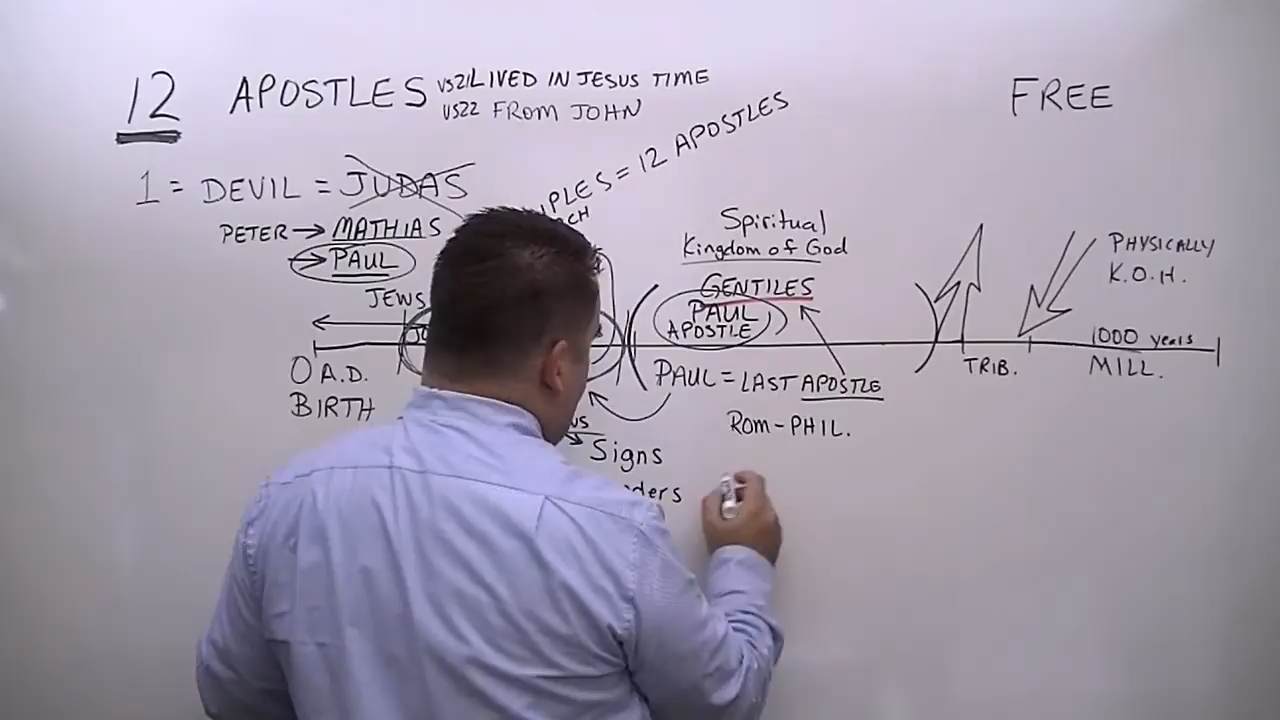 12 APOSTLES VS21 LIVED IN JESUS TIME
VS22 FROM JOHN
FREE
= 12 APOSTLES
1 = DEVIL = JUDAS
PETER → MATHIAS
→ PAUL
JEWS
Spiritual
Kingdom of God
GENTILES
PAUL
APOSTLE
PHYSICALLY
K.O.H.
1000 years
O A.D.
BIRTH
PAUL = LAST APOSTLE
ROM-PHIL.
TRIB.
MILL.
Signs